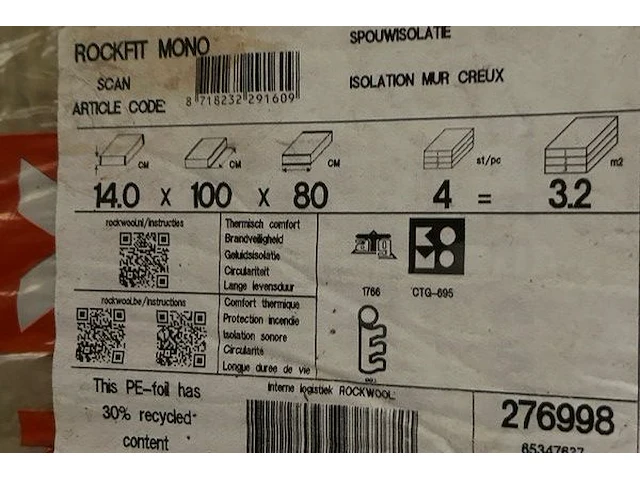 ROCKFIT MONO
SPOUWISOLATIE
SCAN
ISOLATION MUR CREUX
ARTICLE CODE:
8 718232 291609
CM
CM
CM
st/pc
m2
14.0 x 100 x 80
4 = 3.2
rockwool.nl/instructies
Thermisch comfort
Brandveiligheid
Geluidsisolatie
Circulariteit
Lange levensduur
atg
KOMO
1766
CTG-695
rockwool.be/instructions
Comfort thermique
Protection incendie
Isolation sonore
Circularité
Longue durée de vie
This PE-foil has
30% recycled
content
Interne logistiek ROCKWOOL:
276998
65347637